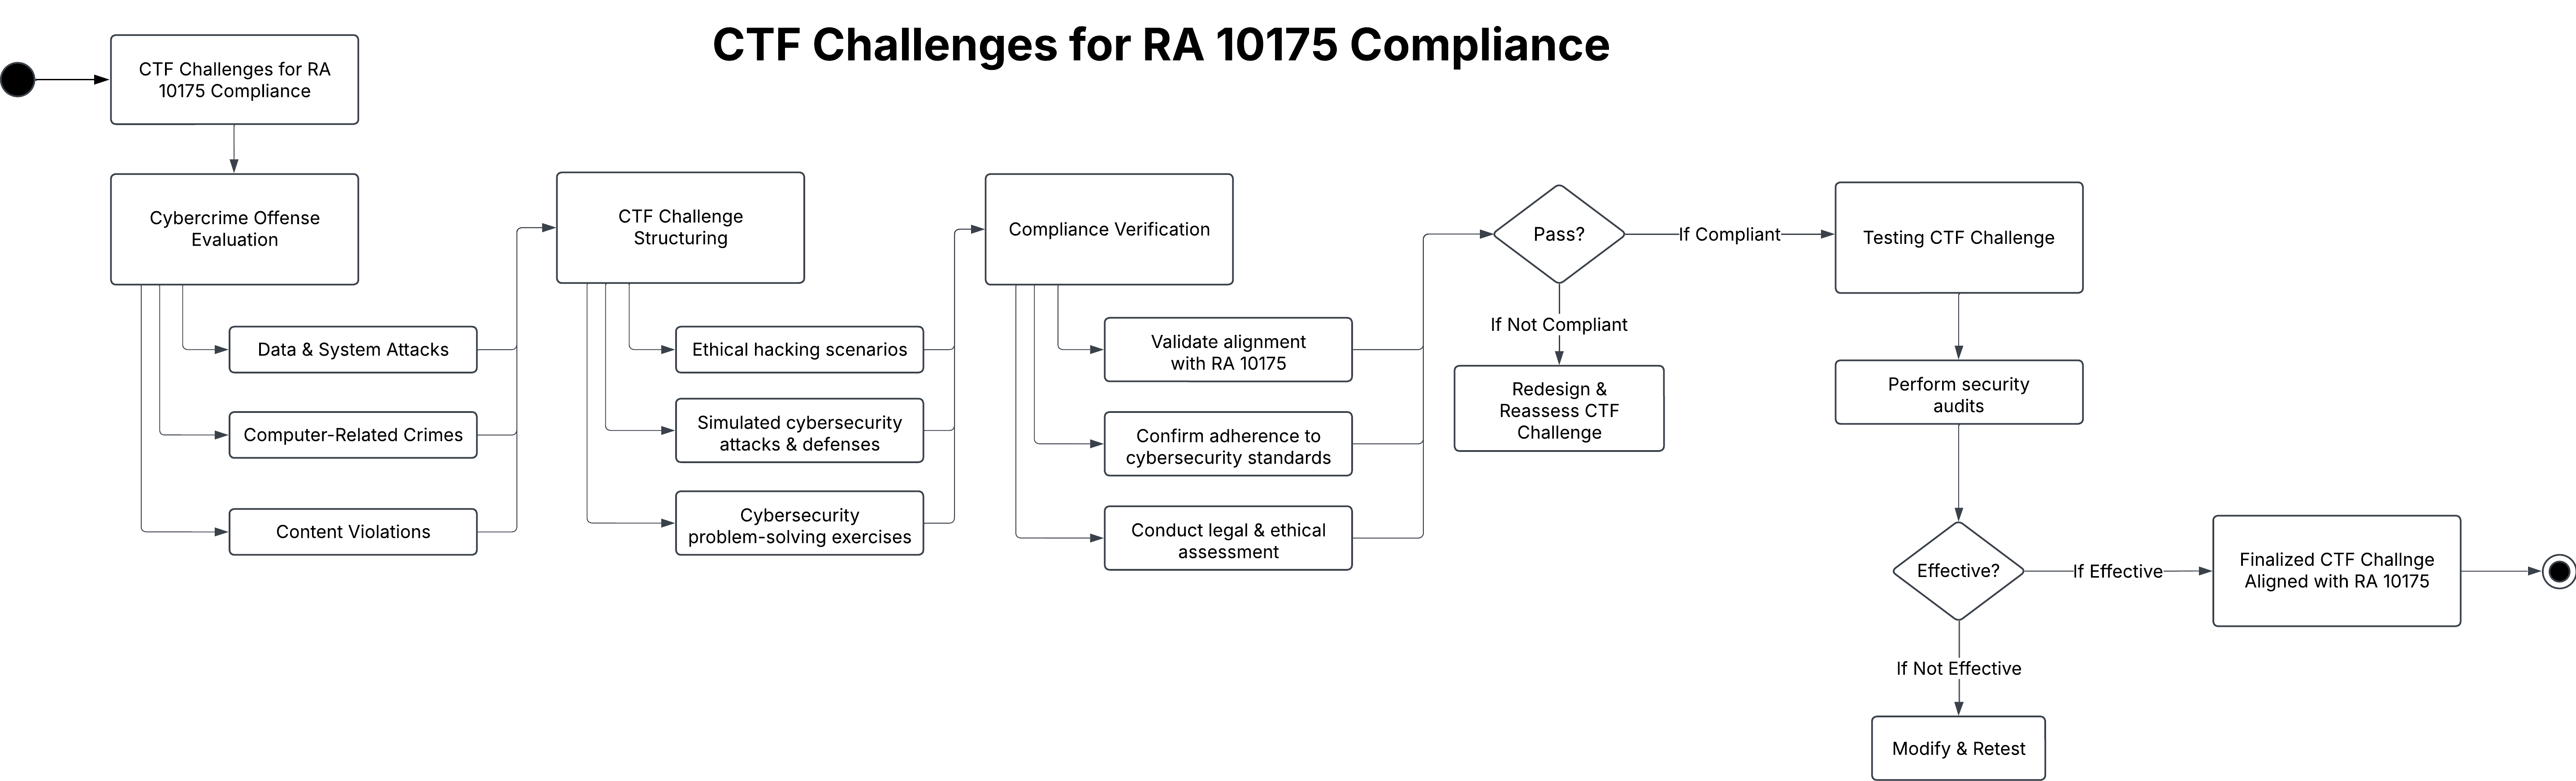 CTF Challenges for RA 10175 Compliance
CTF Challenges for RA
10175 Compliance
Cybercrime Offense
Evaluation
Data & System Attacks
Computer-Related Crimes
Content Violations
CTF Challenge
Structuring
Ethical hacking scenarios
Simulated cybersecurity
attacks & defenses
Cybersecurity
problem-solving exercises
Compliance Verification
Validate alignment
with RA 10175
Confirm adherence to
cybersecurity standards
Conduct legal & ethical
assessment
Pass?
If Compliant
If Not Compliant
Redesign &
Reassess CTF
Challenge
Testing CTF Challenge
Perform security
audits
Effective?
If Effective
If Not Effective
Modify & Retest
Finalized CTF Challnge
Aligned with RA 10175